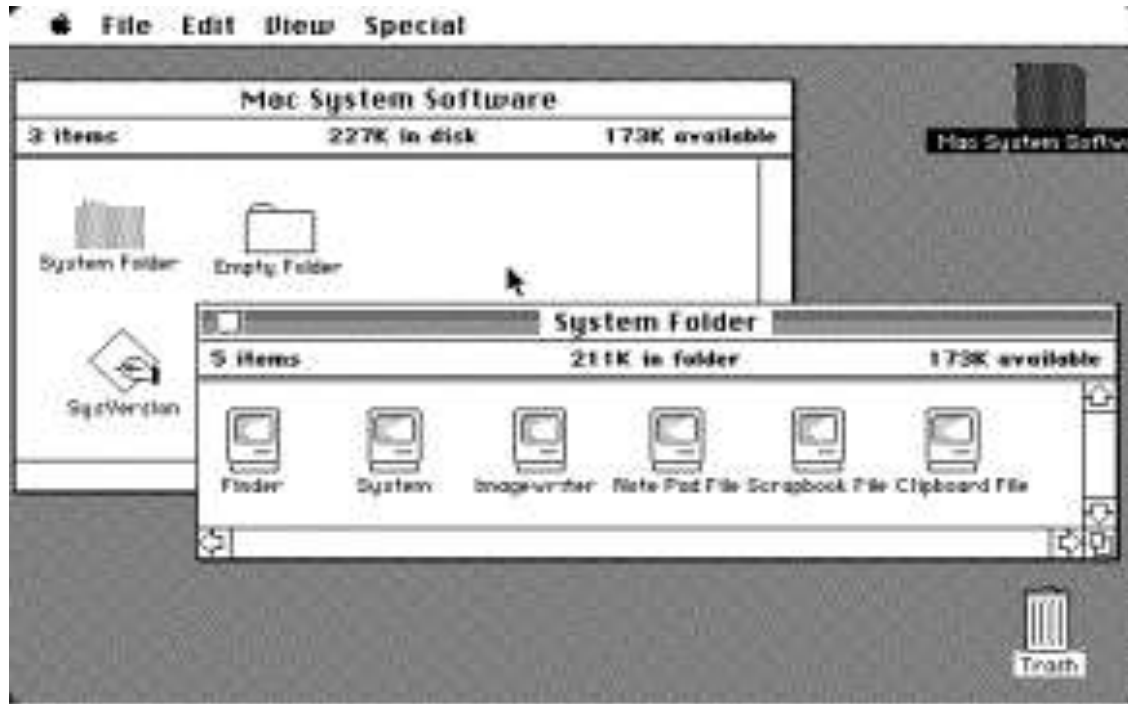 File Edit View Special
Mac System Software
3 items 227K in disk 173K available
Mac System Softw
System Folder Empty Folder
SysVersion
System Folder
5 items 211K in folder 173K available
Finder System Imagewriter Note Pad File Scrapbook File Clipboard File
Trash